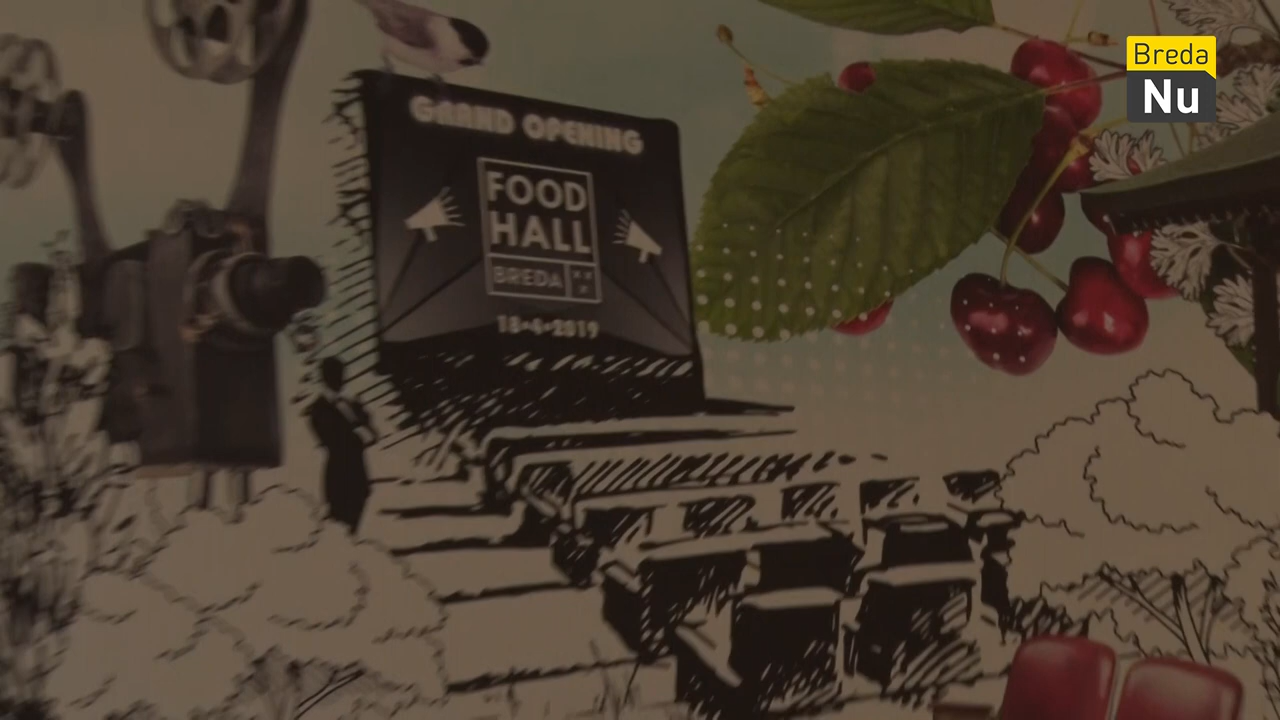 Breda
Nu
GRAND OPENING
FOOD
HALL
BREDA
18-4-2019